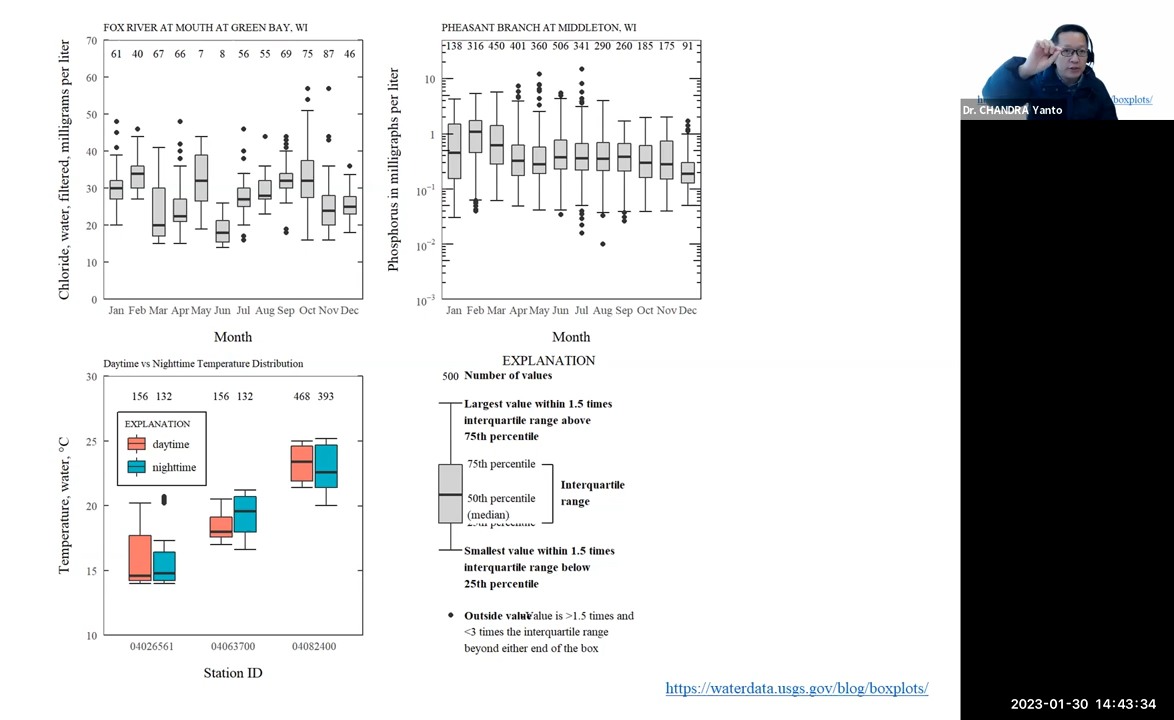 FOX RIVER AT MOUTH AT GREEN BAY, WI
70
60
50
40
30
20
10
0
Chloride, water, filtered, milligrams per liter
61 40 67 66 7 8 56 55 69 75 87 46
Jan Feb Mar Apr May Jun Jul Aug Sep Oct Nov Dec
Month
PHEASANT BRANCH AT MIDDLETON, WI
138 316 450 401 360 506 341 290 260 185 175 91
10
1
10⁻¹
10⁻²
10⁻³
Phosphorus in milligraphs per liter
Jan Feb Mar Apr May Jun Jul Aug Sep Oct Nov Dec
Month
Daytime vs Nighttime Temperature Distribution
30
25
20
15
10
Temperature, water, °C
156 132 156 132 468 393
EXPLANATION
daytime
nighttime
04026561 04063700 04082400
Station ID
EXPLANATION
500 Number of values
Largest value within 1.5 times
interquartile range above
75th percentile
75th percentile
Interquartile
range
50th percentile
(median)
25th percentile
Smallest value within 1.5 times
interquartile range below
25th percentile
Outside value Value is >1.5 times and
<3 times the interquartile range
beyond either end of the box
https://waterdata.usgs.gov/blog/boxplots/
boxplots/
Dr. CHANDRA Yanto
2023-01-30 14:43:34